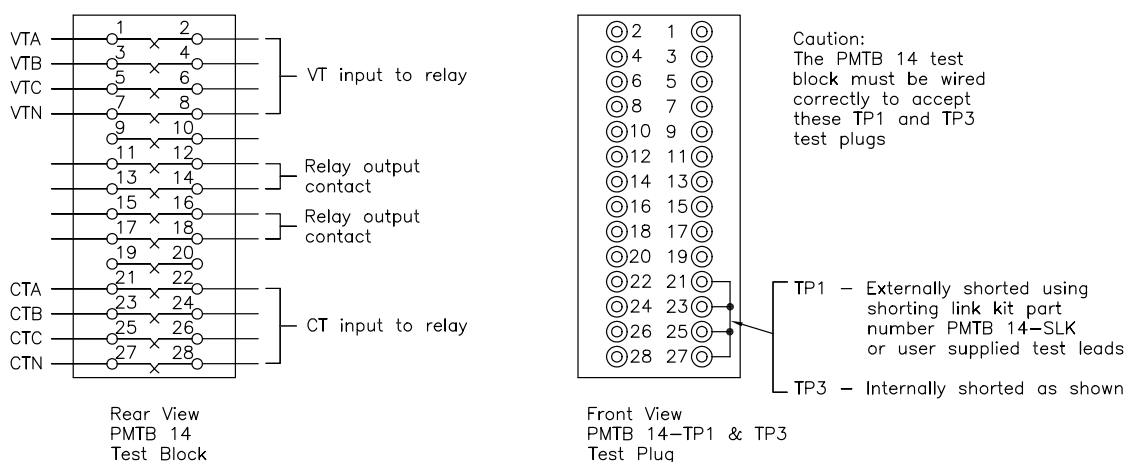 1 2
VTA
3 4
VTB
5 6
VTC
7 8
VTN
VT input to relay
9 10
11 12
13 14
Relay output
contact
15 16
17 18
Relay output
contact
19 20
21 22
CTA
23 24
CTB
25 26
CTC
27 28
CTN
CT input to relay
Rear View
PMTB 14
Test Block
2 1
4 3
6 5
8 7
10 9
12 11
14 13
16 15
18 17
20 19
22 21
24 23
26 25
28 27
Front View
PMTB 14-TP1 & TP3
Test Plug
Caution:
The PMTB 14 test
block must be wired
correctly to accept
these TP1 and TP3
test plugs
TP1 - Externally shorted using
shorting link kit part
number PMTB 14-SLK
or user supplied test leads
TP3 - Internally shorted as shown